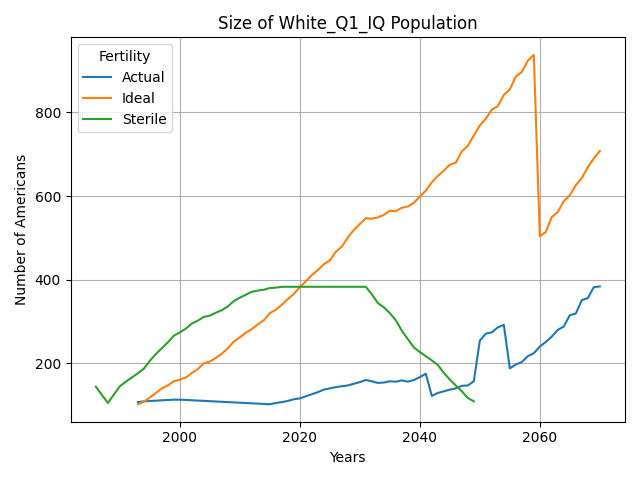 Size of White_Q1_IQ Population
Fertility
Actual
Ideal
Sterile
Number of Americans
800
600
400
200
2000
2020
2040
2060
Years